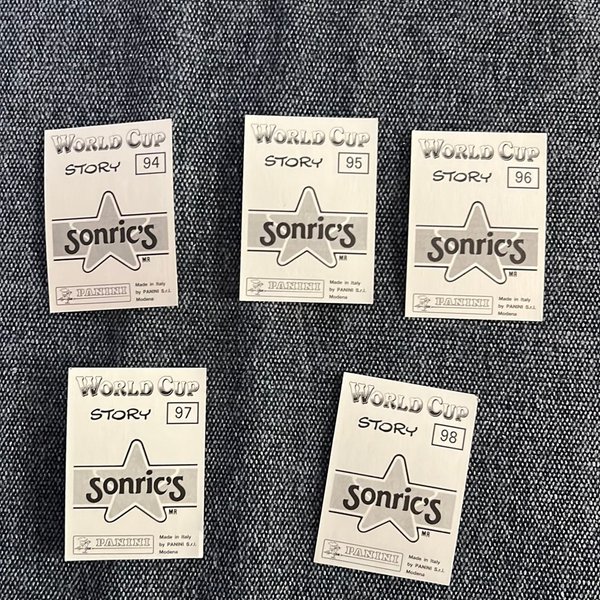 WORLD CUP
STORY 94
Sonric's
MR
PANINI
Made in Italy
by PANINI S.r.l.
Modena
WORLD CUP
STORY 95
Sonric's
MR
PANINI
Made in Italy
by PANINI S.r.l.
Modena
WORLD CUP
STORY 96
Sonric's
MR
PANINI
Made in Italy
by PANINI S.r.l.
Modena
WORLD CUP
STORY 97
Sonric's
MR
PANINI
Made in Italy
by PANINI S.r.l.
Modena
WORLD CUP
STORY 98
Sonric's
MR
PANINI
Made in Italy
by PANINI S.r.l.
Modena